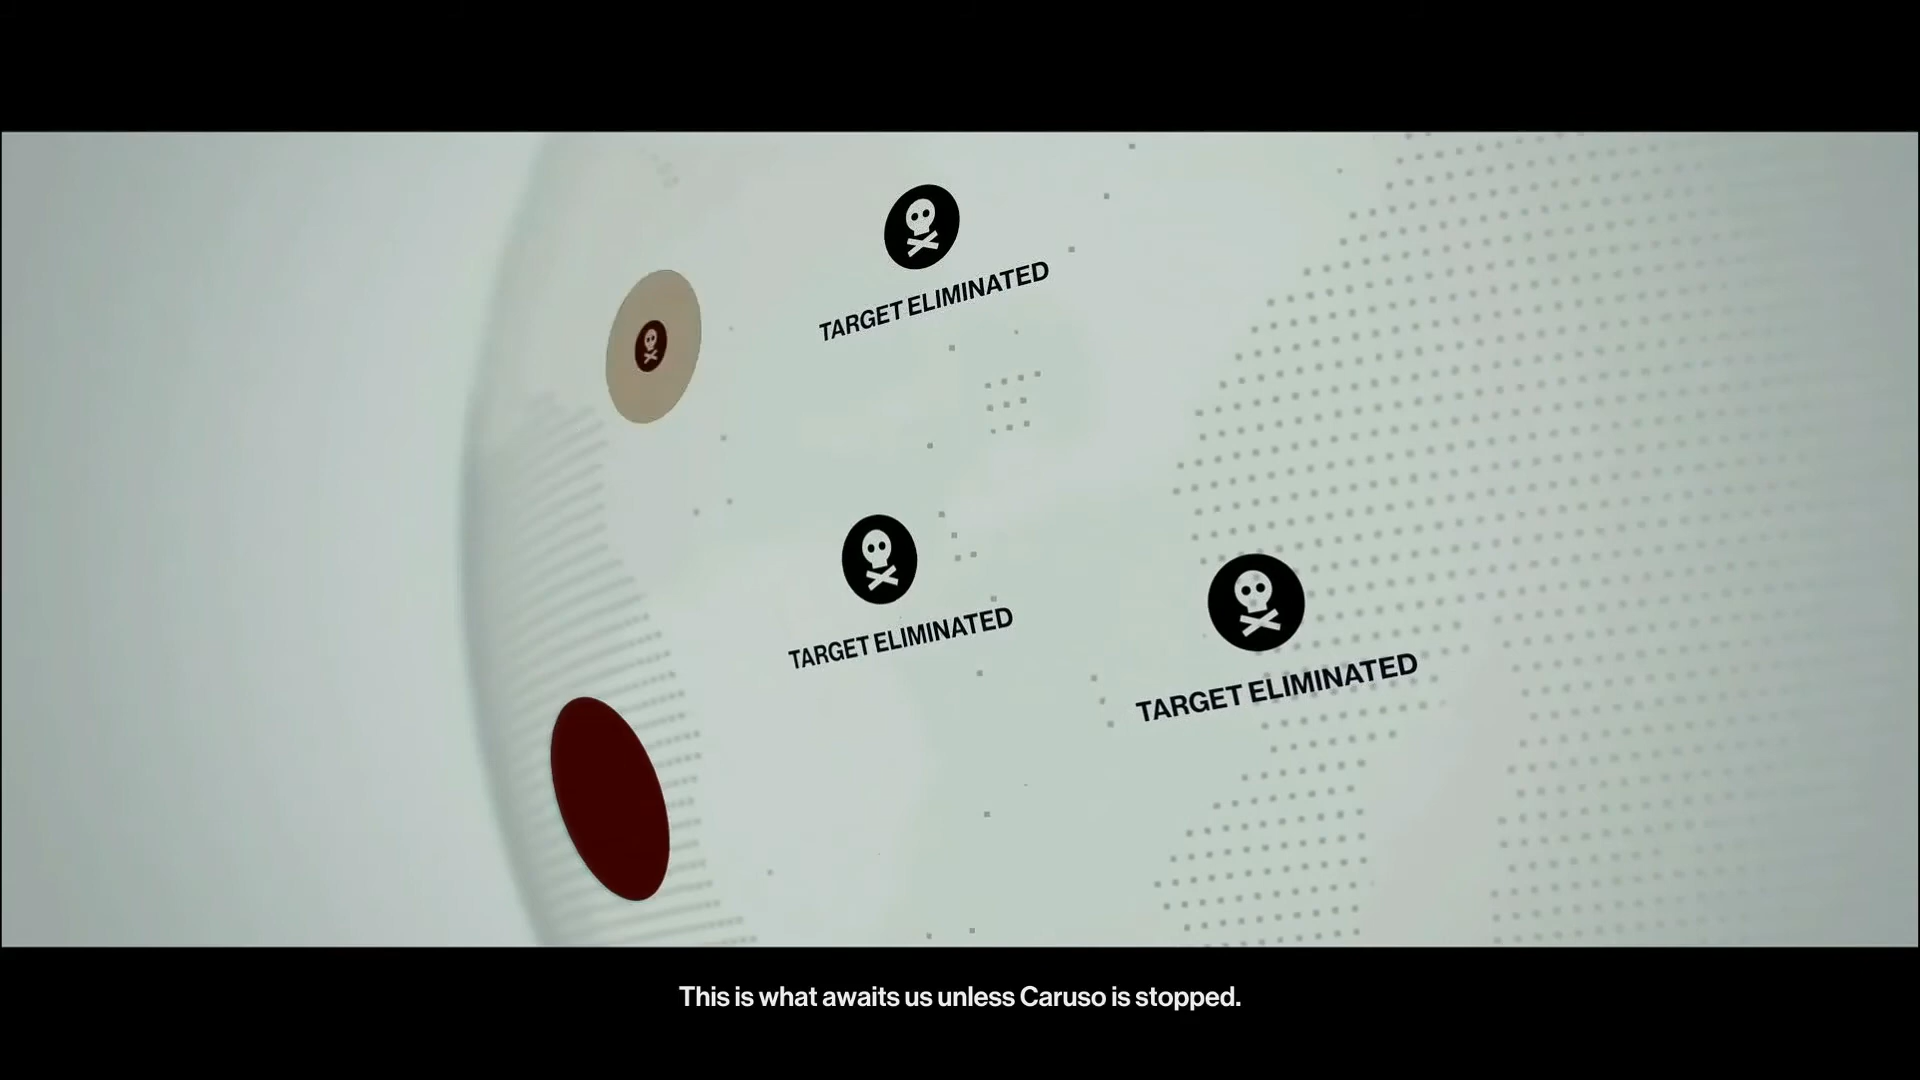 TARGET ELIMINATED
TARGET ELIMINATED
TARGET ELIMINATED
This is what awaits us unless Caruso is stopped.